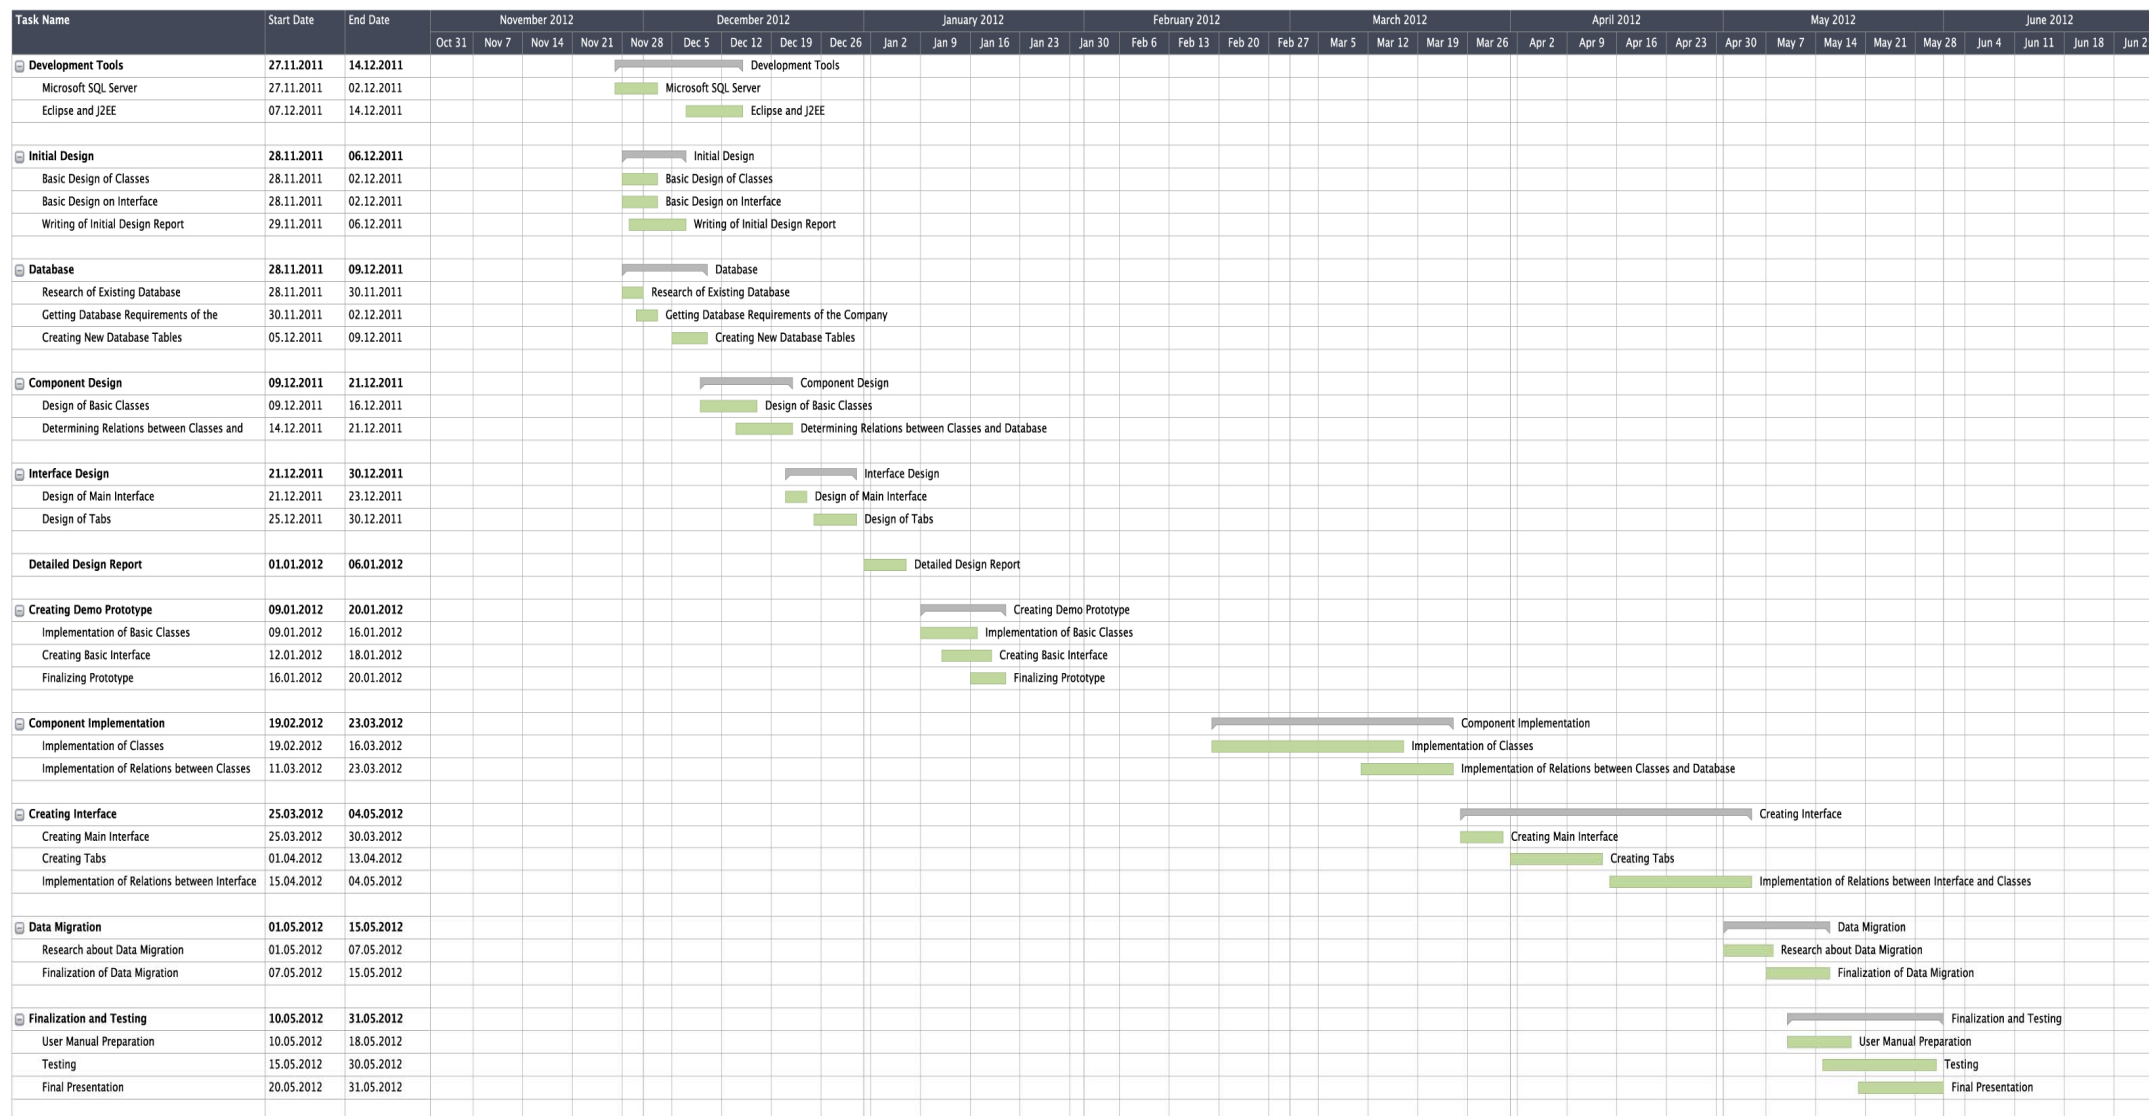 Task Name Start Date End Date November 2012 December 2012 January 2012 February 2012 March 2012 April 2012 May 2012 June 2012
Oct 31 Nov 7 Nov 14 Nov 21 Nov 28 Dec 5 Dec 12 Dec 19 Dec 26 Jan 2 Jan 9 Jan 16 Jan 23 Jan 30 Feb 6 Feb 13 Feb 20 Feb 27 Mar 5 Mar 12 Mar 19 Mar 26 Apr 2 Apr 9 Apr 16 Apr 23 Apr 30 May 7 May 14 May 21 May 28 Jun 4 Jun 11 Jun 18 Jun 2
Development Tools 27.11.2011 14.12.2011 Development Tools
Microsoft SQL Server 27.11.2011 02.12.2011 Microsoft SQL Server
Eclipse and J2EE 07.12.2011 14.12.2011 Eclipse and J2EE
Initial Design 28.11.2011 06.12.2011 Initial Design
Basic Design of Classes 28.11.2011 02.12.2011 Basic Design of Classes
Basic Design on Interface 28.11.2011 02.12.2011 Basic Design on Interface
Writing of Initial Design Report 29.11.2011 06.12.2011 Writing of Initial Design Report
Database 28.11.2011 09.12.2011 Database
Research of Existing Database 28.11.2011 30.11.2011 Research of Existing Database
Getting Database Requirements of the 30.11.2011 02.12.2011 Getting Database Requirements of the Company
Creating New Database Tables 05.12.2011 09.12.2011 Creating New Database Tables
Component Design 09.12.2011 21.12.2011 Component Design
Design of Basic Classes 09.12.2011 16.12.2011 Design of Basic Classes
Determining Relations between Classes and 14.12.2011 21.12.2011 Determining Relations between Classes and Database
Interface Design 21.12.2011 30.12.2011 Interface Design
Design of Main Interface 21.12.2011 23.12.2011 Design of Main Interface
Design of Tabs 25.12.2011 30.12.2011 Design of Tabs
Detailed Design Report 01.01.2012 06.01.2012 Detailed Design Report
Creating Demo Prototype 09.01.2012 20.01.2012 Creating Demo Prototype
Implementation of Basic Classes 09.01.2012 16.01.2012 Implementation of Basic Classes
Creating Basic Interface 12.01.2012 18.01.2012 Creating Basic Interface
Finalizing Prototype 16.01.2012 20.01.2012 Finalizing Prototype
Component Implementation 19.02.2012 23.03.2012 Component Implementation
Implementation of Classes 19.02.2012 16.03.2012 Implementation of Classes
Implementation of Relations between Classes 11.03.2012 23.03.2012 Implementation of Relations between Classes and Database
Creating Interface 25.03.2012 04.05.2012 Creating Interface
Creating Main Interface 25.03.2012 30.03.2012 Creating Main Interface
Creating Tabs 01.04.2012 13.04.2012 Creating Tabs
Implementation of Relations between Interface 15.04.2012 04.05.2012 Implementation of Relations between Interface and Classes
Data Migration 01.05.2012 15.05.2012 Data Migration
Research about Data Migration 01.05.2012 07.05.2012 Research about Data Migration
Finalization of Data Migration 07.05.2012 15.05.2012 Finalization of Data Migration
Finalization and Testing 10.05.2012 31.05.2012 Finalization and Testing
User Manual Preparation 10.05.2012 18.05.2012 User Manual Preparation
Testing 15.05.2012 30.05.2012 Testing
Final Presentation 20.05.2012 31.05.2012 Final Presentation